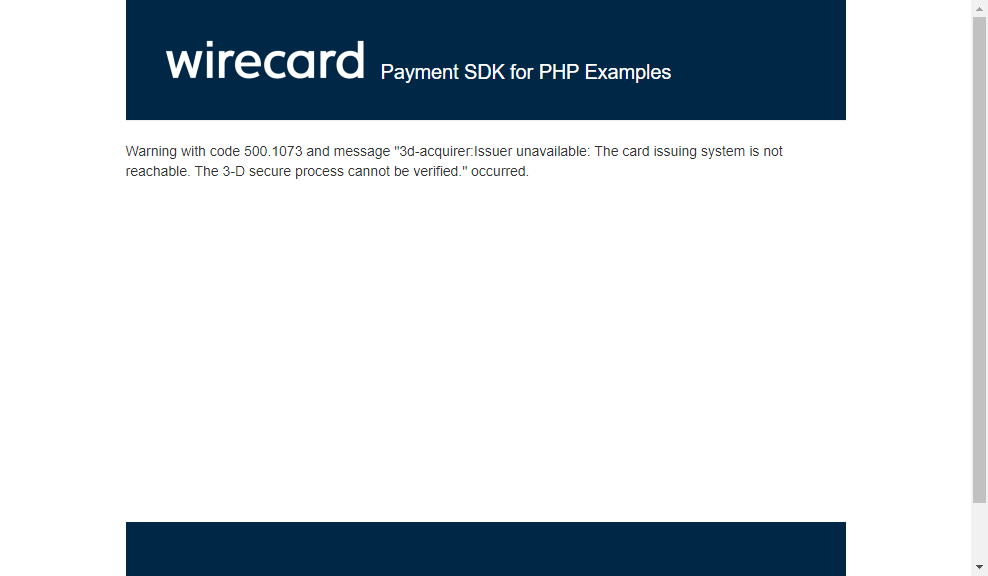 wirecard Payment SDK for PHP Examples
Warning with code 500.1073 and message "3d-acquirer:Issuer unavailable: The card issuing system is not
reachable. The 3-D secure process cannot be verified." occurred.